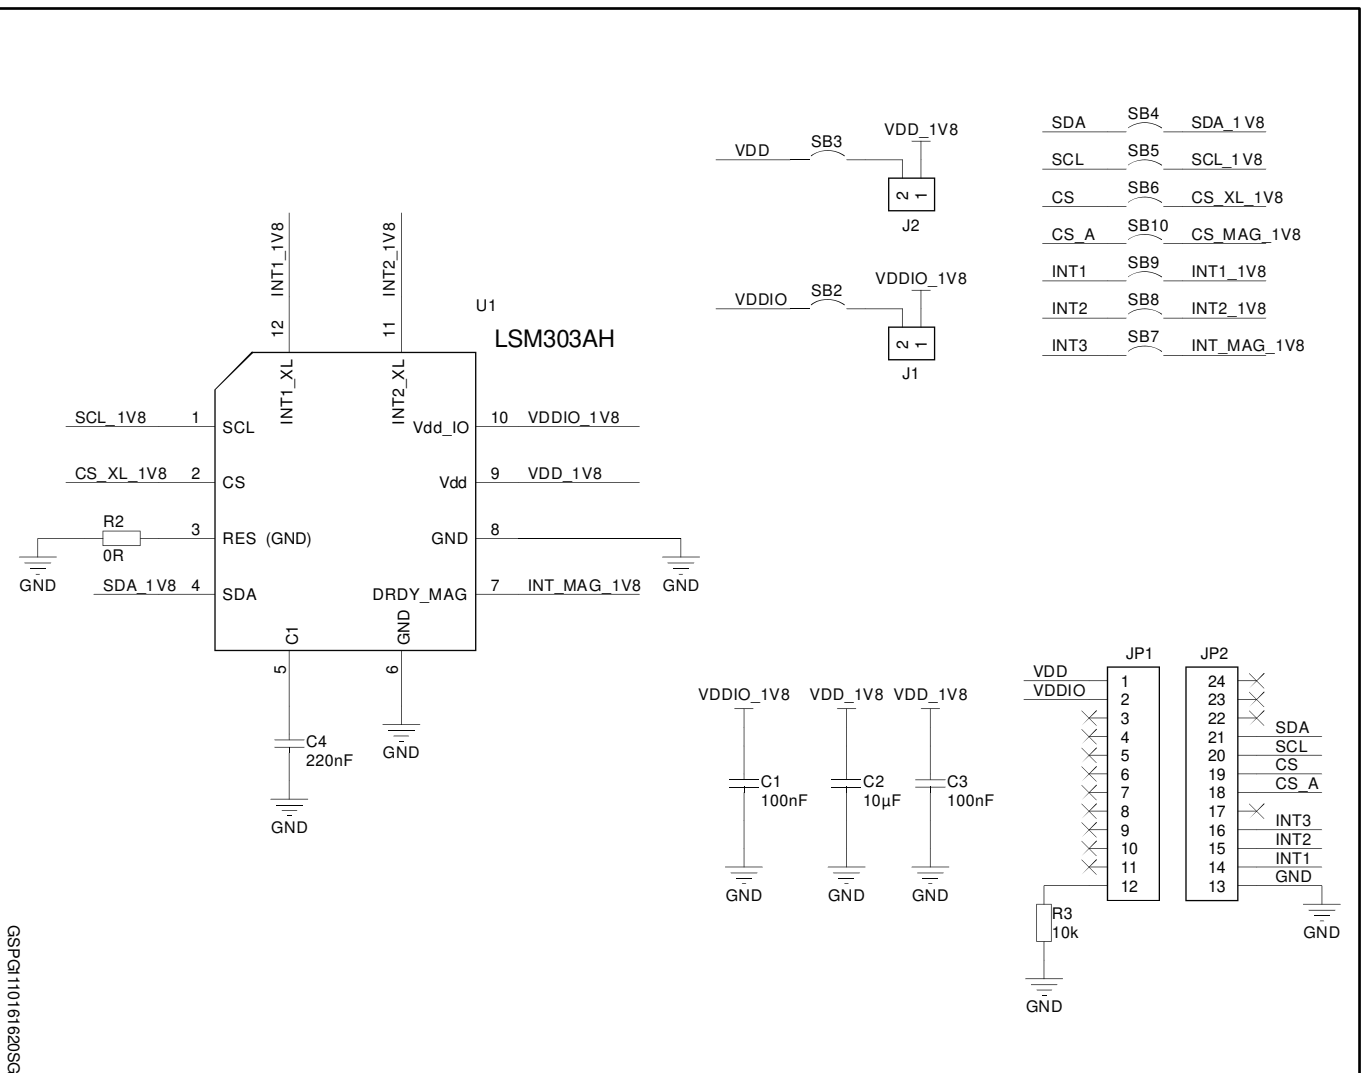 SDA SB4 SDA_1V8
SCL SB5 SCL_1V8
CS SB6 CS_XL_1V8
CS_A SB10 CS_MAG_1V8
INT1 SB9 INT1_1V8
INT2 SB8 INT2_1V8
INT3 SB7 INT_MAG_1V8
VDD SB3 VDD_1V8
2 1
J2
VDDIO SB2 VDDIO_1V8
2 1
J1
U1
LSM303AH
INT1_1V8
12
INT1_XL
INT2_1V8
11
INT2_XL
SCL_1V8 1 SCL
CS_XL_1V8 2 CS
R2
0R
3 RES (GND)
GND
SDA_1V8 4 SDA
Vdd_IO 10 VDDIO_1V8
Vdd 9 VDD_1V8
GND 8
GND
DRDY_MAG 7 INT_MAG_1V8
C1
5
GND
6
C4
220nF
GND
GND
VDDIO_1V8 VDD_1V8 VDD_1V8
C1
100nF
C2
10µF
C3
100nF
GND GND GND
JP1
VDD 1
VDDIO 2
3
4
5
6
7
8
9
10
11
12
R3
10k
GND
JP2
24
23
22
21 SDA
20 SCL
19 CS
18 CS_A
17
16 INT3
15 INT2
14 INT1
13 GND
GND
GSPGI110161620SG